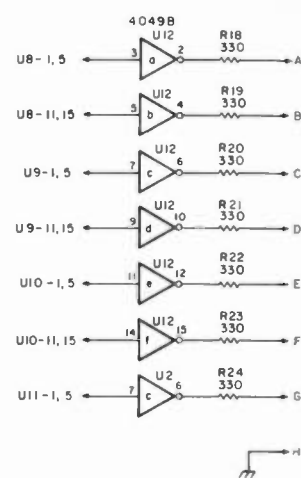 4049B
U12 R18
3 2 330
U8-1, 5 a A
U12 R19
5 4 330
U8-11, 15 b B
U12 R20
7 6 330
U9-1, 5 c C
U12 R21
9 10 330
U9-11, 15 d D
U12 R22
11 12 330
U10-1, 5 e E
U12 R23
14 15 330
U10-11, 15 f F
U2 R24
7 6 330
U11-1, 5 c G
H